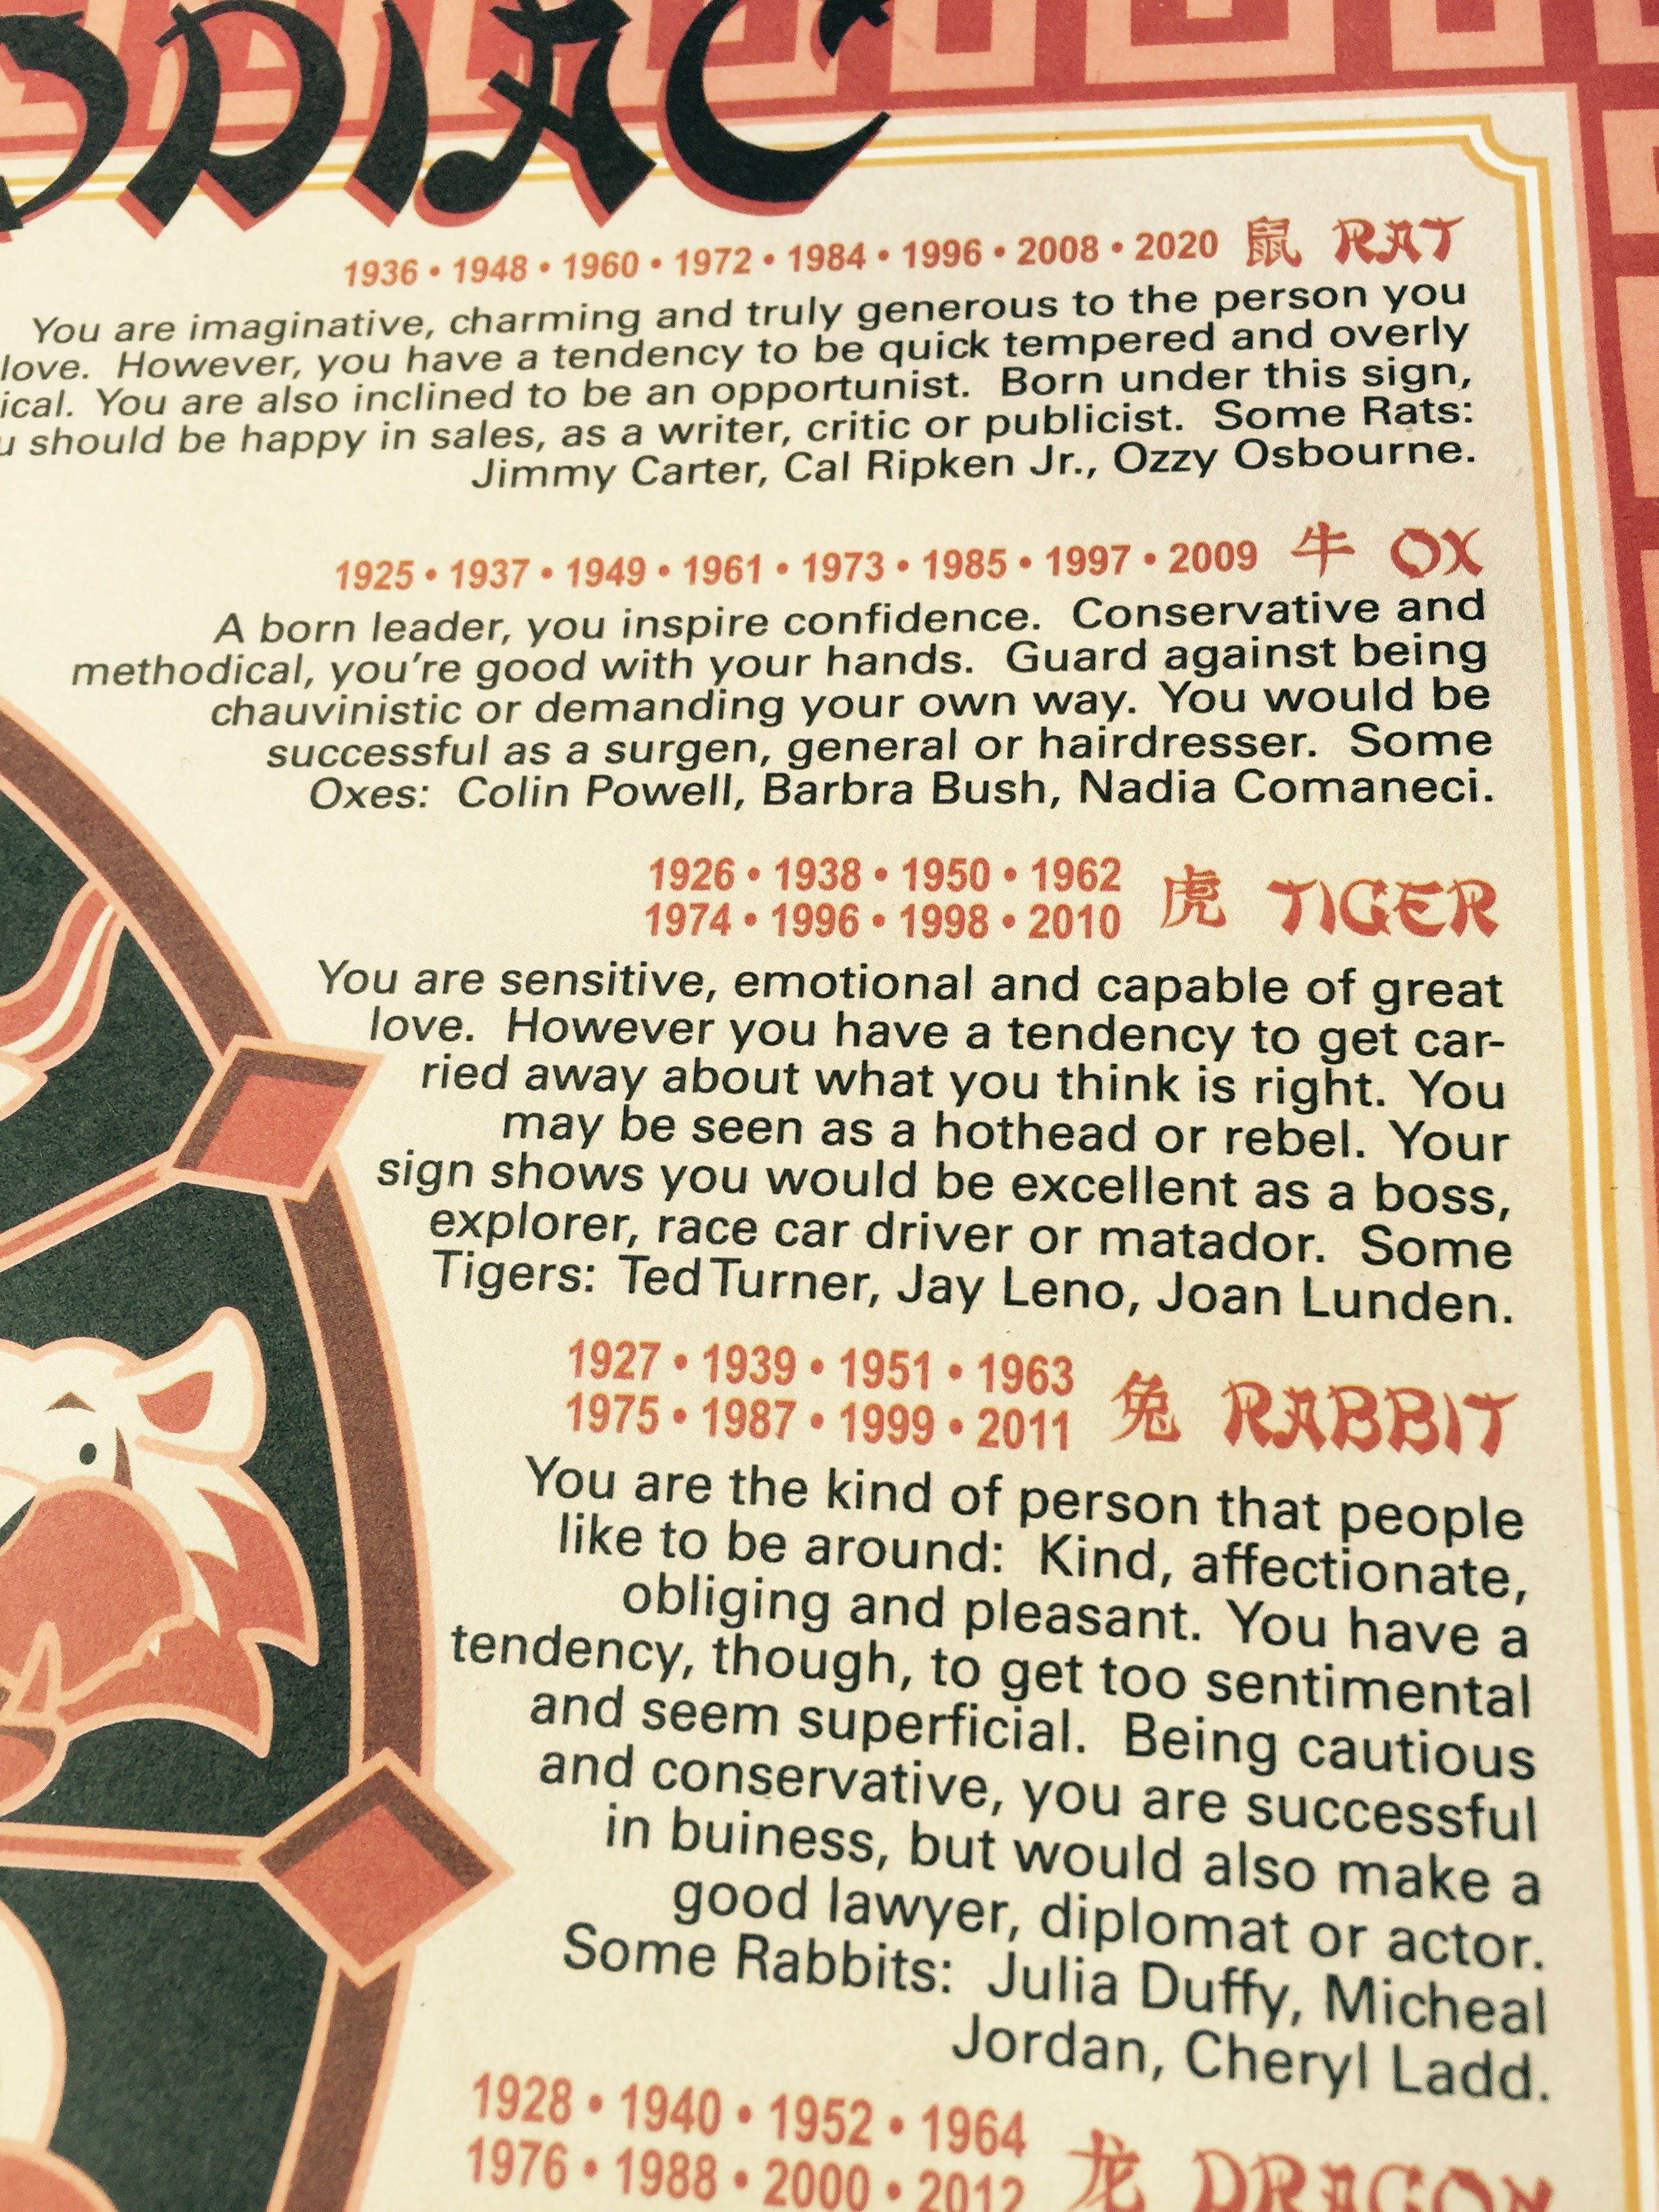 ODIAC
1936 • 1948 • 1960 • 1972 • 1984 • 1996 • 2008 • 2020 鼠 RAT
You are imaginative, charming and truly generous to the person you
love. However, you have a tendency to be quick tempered and overly
ical. You are also inclined to be an opportunist. Born under this sign,
u should be happy in sales, as a writer, critic or publicist. Some Rats:
Jimmy Carter, Cal Ripken Jr., Ozzy Osbourne.
1925 • 1937 • 1949 • 1961 • 1973 • 1985 • 1997 • 2009 牛 OX
A born leader, you inspire confidence. Conservative and
methodical, you're good with your hands. Guard against being
chauvinistic or demanding your own way. You would be
successful as a surgen, general or hairdresser. Some
Oxes: Colin Powell, Barbra Bush, Nadia Comaneci.
1926 • 1938 • 1950 • 1962
1974 • 1996 • 1998 • 2010 虎 TIGER
You are sensitive, emotional and capable of great
love. However you have a tendency to get car-
ried away about what you think is right. You
may be seen as a hothead or rebel. Your
sign shows you would be excellent as a boss,
explorer, race car driver or matador. Some
Tigers: Ted Turner, Jay Leno, Joan Lunden.
1927 • 1939 • 1951 • 1963
1975 • 1987 • 1999 • 2011 兔 RABBIT
You are the kind of person that people
like to be around: Kind, affectionate,
obliging and pleasant. You have a
tendency, though, to get too sentimental
and seem superficial. Being cautious
and conservative, you are successful
in buiness, but would also make a
good lawyer, diplomat or actor.
Some Rabbits: Julia Duffy, Micheal
Jordan, Cheryl Ladd.
1928 • 1940 • 1952 • 1964
1976 • 1988 • 2000 • 2012 龙 DRAGON